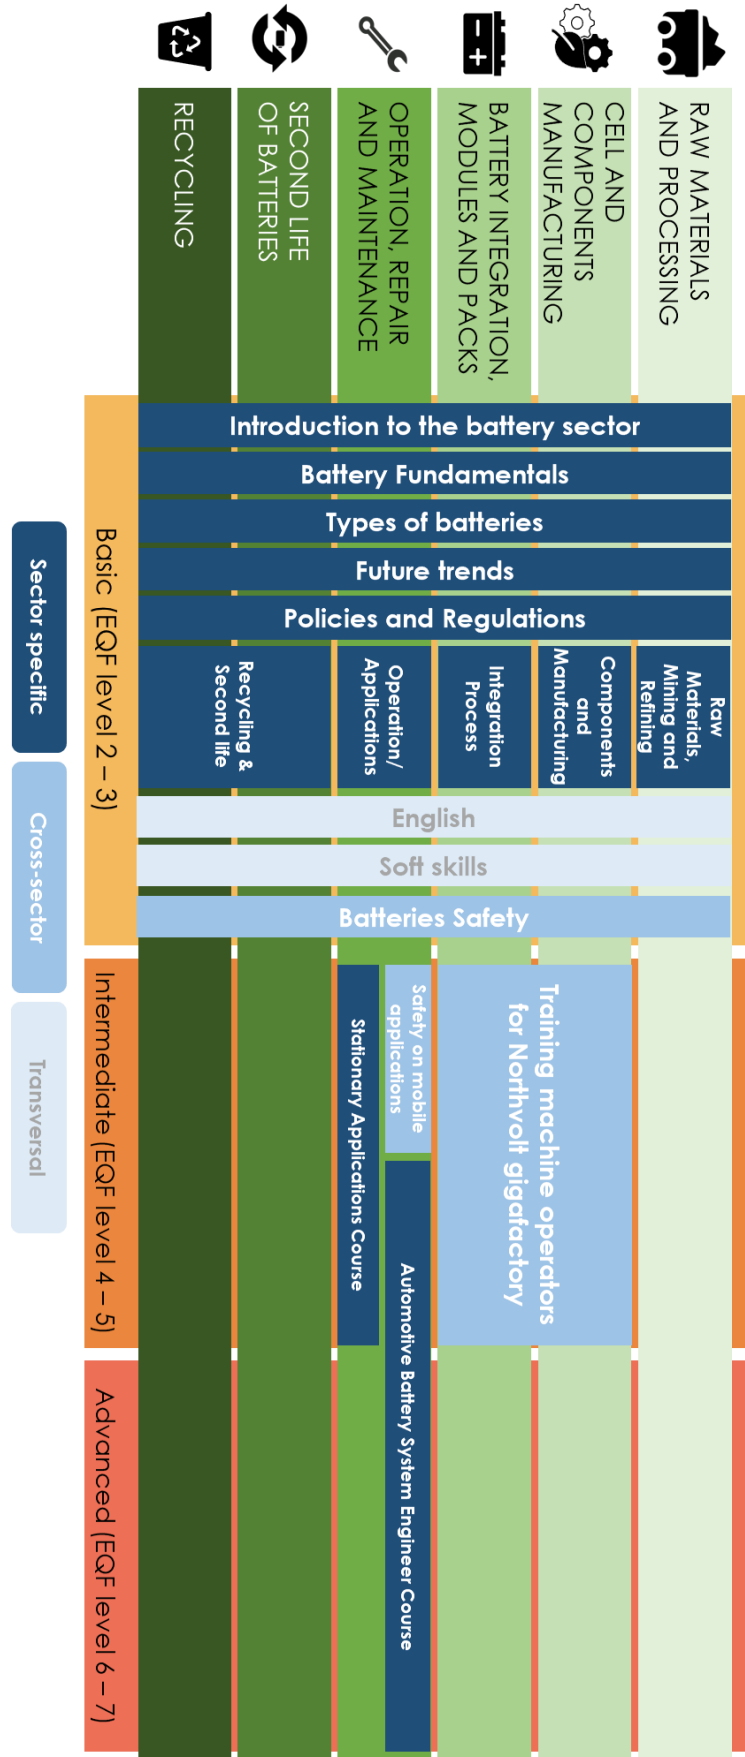 RAW MATERIALS
AND PROCESSING
CELL AND
COMPONENTS
MANUFACTURING
BATTERY INTEGRATION,
MODULES AND PACKS
OPERATION, REPAIR
AND MAINTENANCE
SECOND LIFE
OF BATTERIES
RECYCLING
Introduction to the battery sector
Battery Fundamentals
Types of batteries
Future trends
Policies and Regulations
Raw
Materials,
Mining and
Refining
Components
and
Manufacturing
Integration
Process
Operation/
Applications
Recycling &
Second life
English
Soft skills
Batteries Safety
Training machine operators
for Northvolt gigafactory
Safety on mobile
applications
Stationary Applications Course
Automotive Battery System Engineer Course
Basic (EQF level 2 – 3)
Intermediate (EQF level 4 – 5)
Advanced (EQF level 6 – 7)
Sector specific
Cross-sector
Transversal